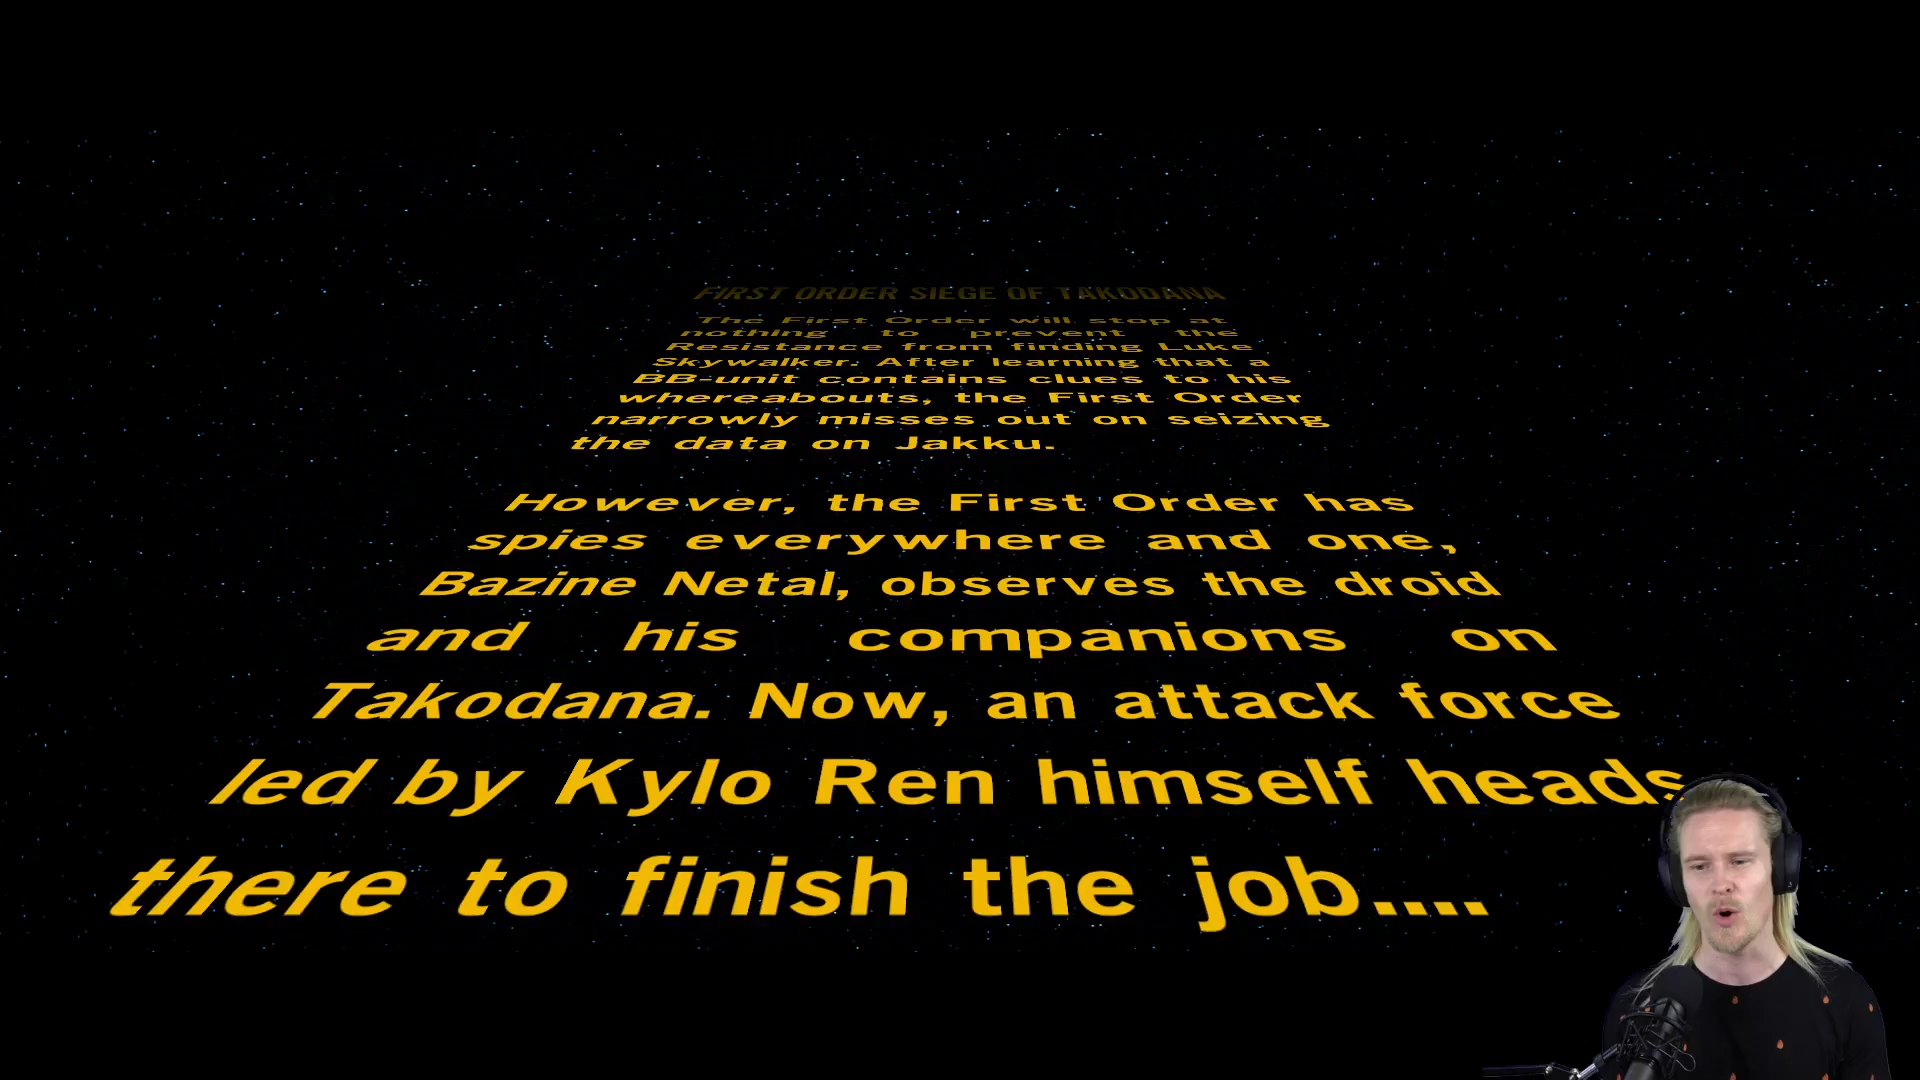 FIRST ORDER SIEGE OF TAKODANA
The First Order will stop at
nothing to prevent the
Resistance from finding Luke
Skywalker. After learning that a
BB-unit contains clues to his
whereabouts, the First Order
narrowly misses out on seizing
the data on Jakku.
However, the First Order has
spies everywhere and one,
Bazine Netal, observes the droid
and his companions on
Takodana. Now, an attack force
led by Kylo Ren himself heads
there to finish the job....